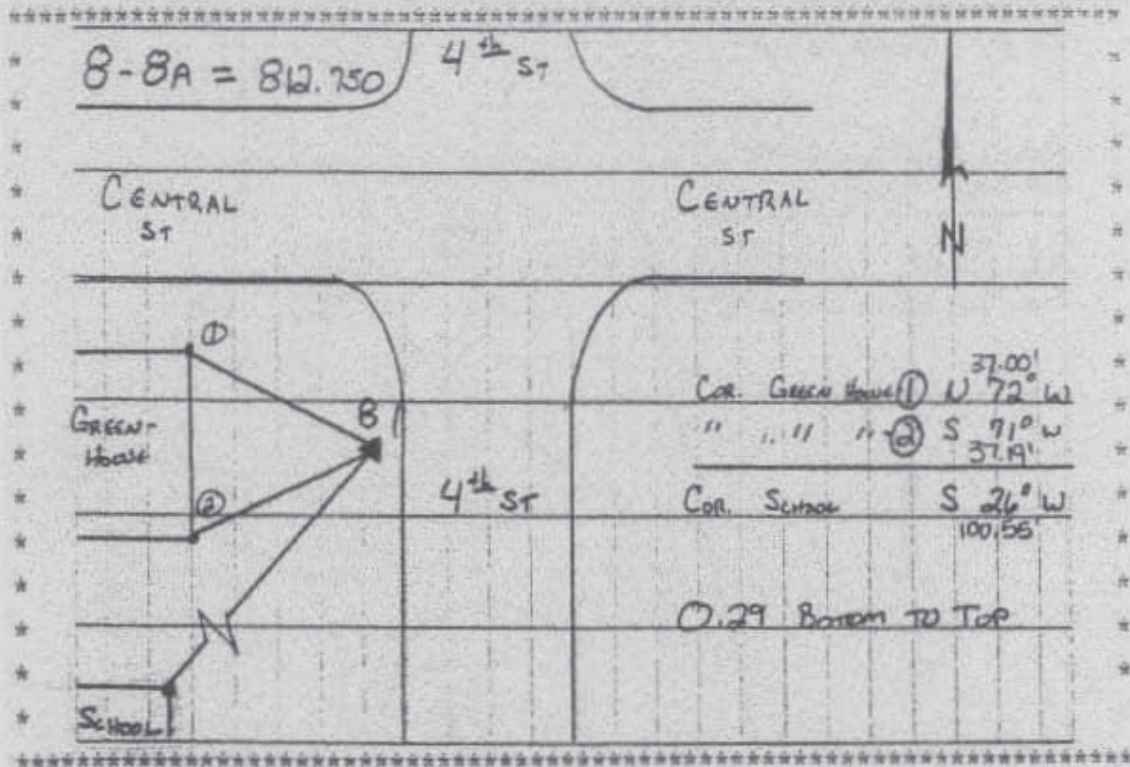 8-8A = 812.750
4th ST
CENTRAL
ST
CENTRAL
ST
N
①
GREEN-
HOUSE
8
②
4th ST
SCHOOL
37.00'
COR. GREEN HOUSE ① N 72° W
" " " " ② S 71° W
37.19'
COR. SCHOOL S 26° W
100.55'
0.29 BOTTOM TO TOP